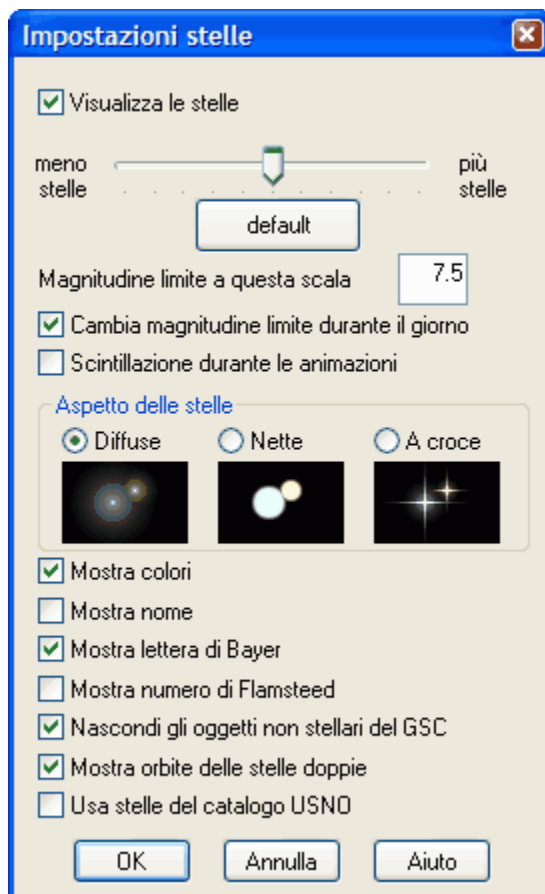 Impostazioni stelle
Visualizza le stelle
meno stelle
più stelle
default
Magnitudine limite a questa scala 7.5
Cambia magnitudine limite durante il giorno
Scintillazione durante le animazioni
Aspetto delle stelle
Diffuse Nette A croce
Mostra colori
Mostra nome
Mostra lettera di Bayer
Mostra numero di Flamsteed
Nascondi gli oggetti non stellari del GSC
Mostra orbite delle stelle doppie
Usa stelle del catalogo USNO
OK Annulla Aiuto